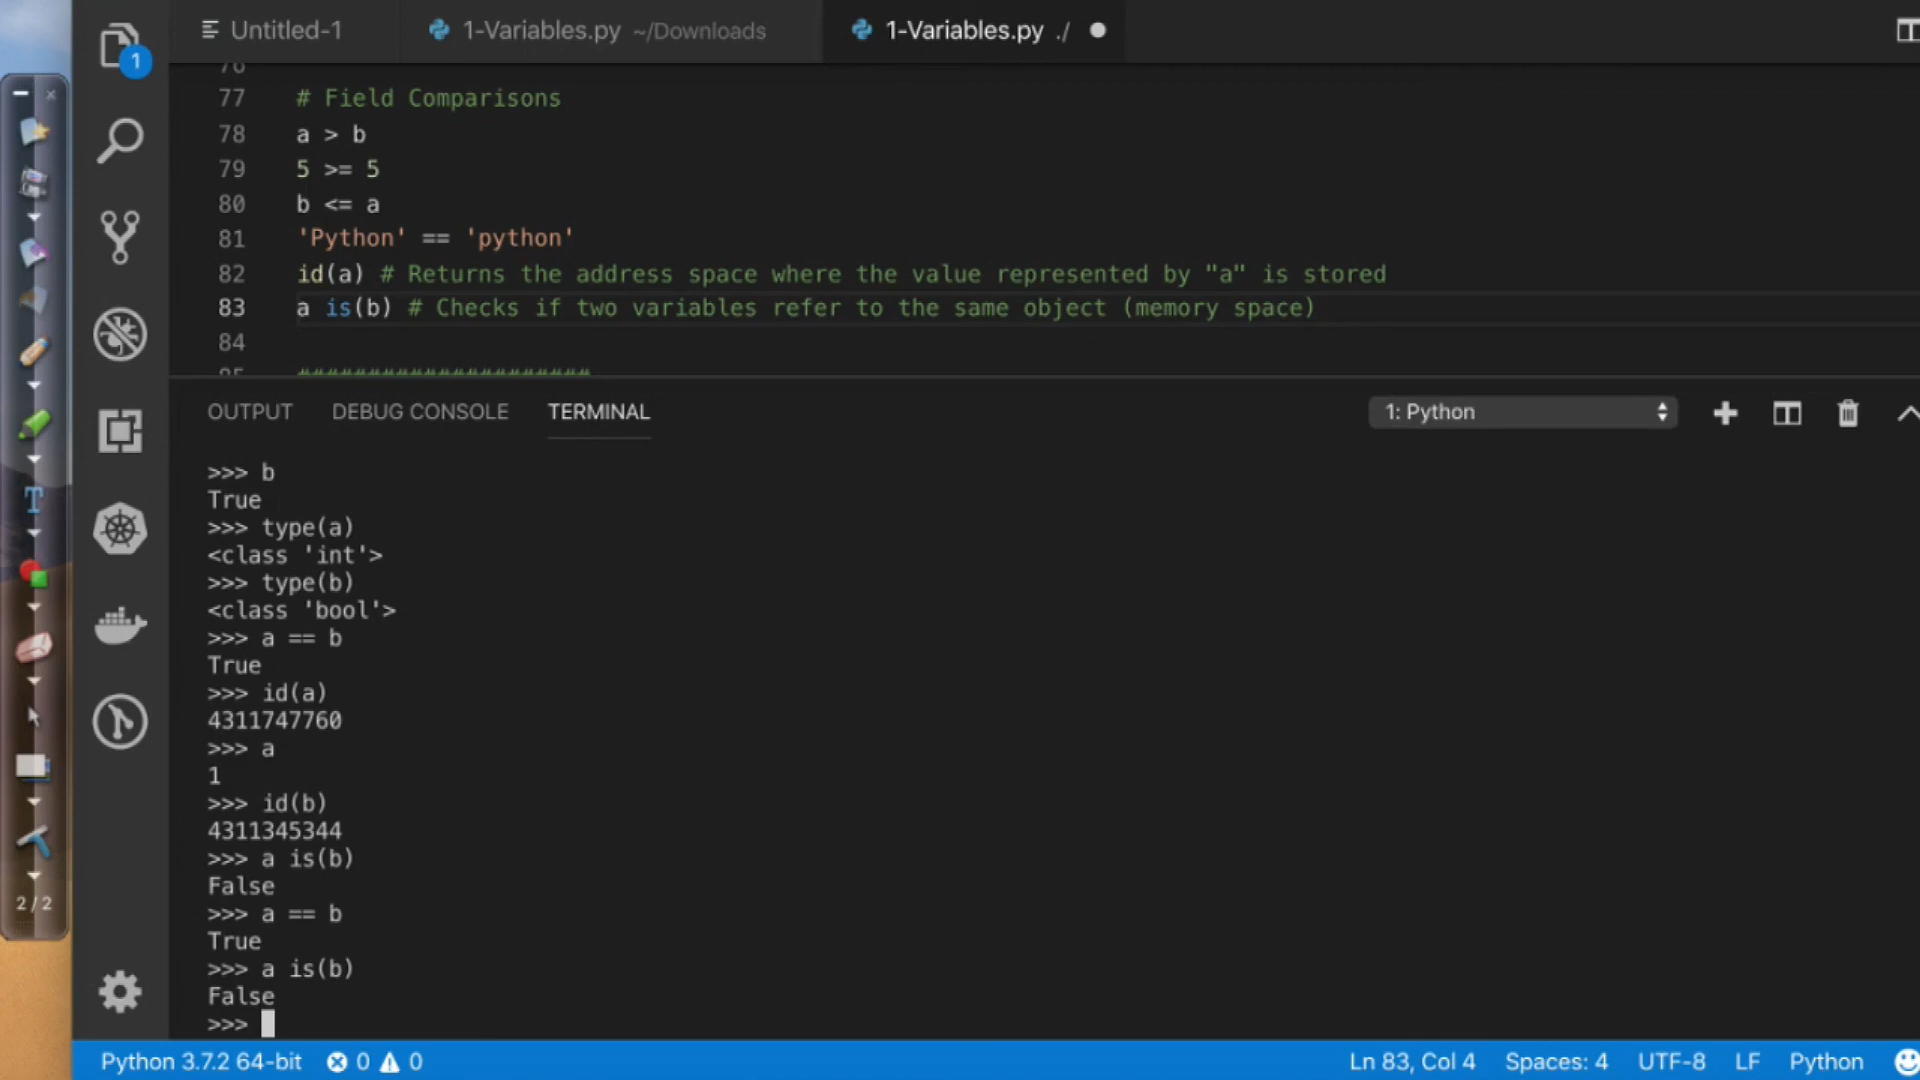 1
Untitled-1
1-Variables.py ~/Downloads
1-Variables.py ./
76
77 # Field Comparisons
78 a > b
79 5 >= 5
80 b <= a
81 'Python' == 'python'
82 id(a) # Returns the address space where the value represented by "a" is stored
83 a is(b) # Checks if two variables refer to the same object (memory space)
84
85 #####################
OUTPUT DEBUG CONSOLE TERMINAL 1: Python
>>> b
True
>>> type(a)
<class 'int'>
>>> type(b)
<class 'bool'>
>>> a == b
True
>>> id(a)
4311747760
>>> a
1
>>> id(b)
4311345344
>>> a is(b)
False
>>> a == b
True
>>> a is(b)
False
>>>
T
2/2
Python 3.7.2 64-bit 0 0 Ln 83, Col 4 Spaces: 4 UTF-8 LF Python